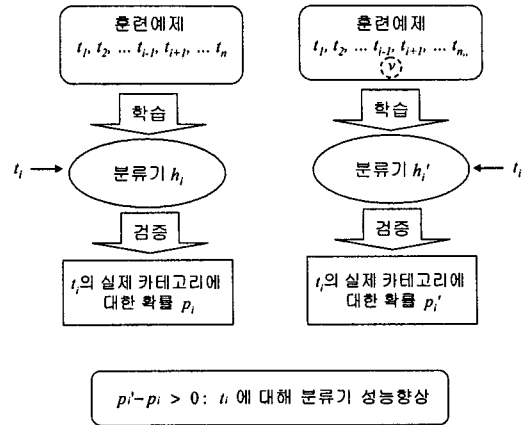 훈련예제
t₁, t₂, ... tᵢ₋₁, tᵢ₊₁, ... tₙ
학습
tᵢ
분류기 hᵢ
검증
tᵢ의 실제 카테고리에
대한 확률 pᵢ
훈련예제
t₁, t₂, ... tᵢ₋₁, tᵢ₊₁, ... tₙ,,
v
학습
분류기 hᵢ′
tᵢ
검증
tᵢ의 실제 카테고리에
대한 확률 pᵢ′
pᵢ′−pᵢ > 0 : tᵢ 에 대해 분류기 성능향상